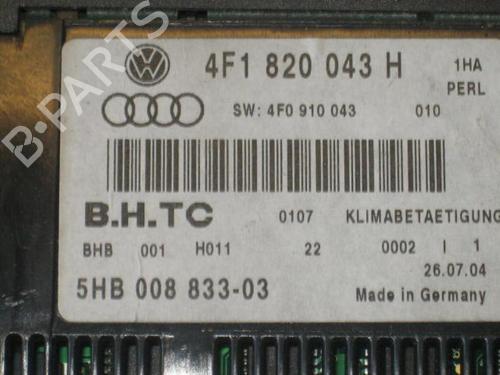 4F1 820 043 H
1HA
PERL
SW: 4F0 910 043
010
B.H.TC
0107
KLIMABETAETIGUNG
BHB 001 H011 22 0002 I 1
26.07.04
5HB 008 833-03
Made in Germany
B-PARTS